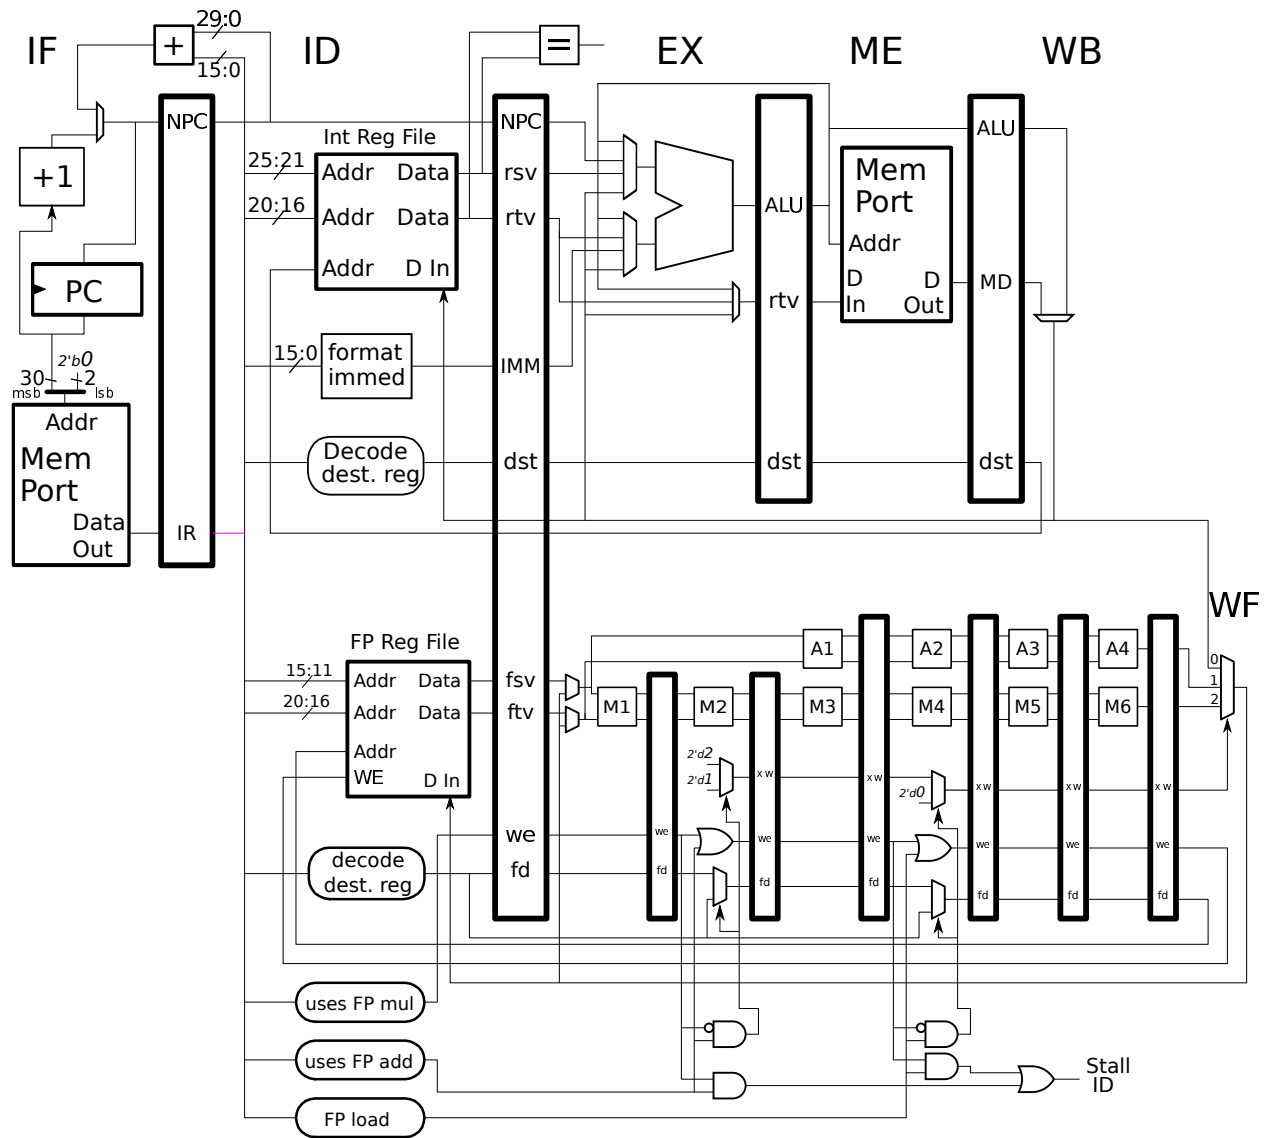 IF
ID
EX
ME
WB
29:0
+
15:0
=
NPC
NPC
ALU
+1
Int Reg File
25:21
Addr
Data
rsv
20:16
Addr
Data
rtv
Addr
D In
ALU
rtv
Mem
Port
Addr
D
In
D
Out
MD
PC
2'b0
30
2
msb
lsb
15:0
format
immed
IMM
Addr
Mem
Port
Data
Out
IR
Decode
dest. reg
dst
dst
dst
WF
FP Reg File
15:11
Addr
Data
fsv
20:16
Addr
Data
ftv
Addr
WE
D In
A1
A2
A3
A4
M1
M2
M3
M4
M5
M6
0
1
2
2'd2
2'd1
2'd0
xw
xw
xw
xw
xw
we
we
we
we
we
we
we
decode
dest. reg
fd
fd
fd
fd
fd
fd
fd
uses FP mul
uses FP add
FP load
Stall
ID